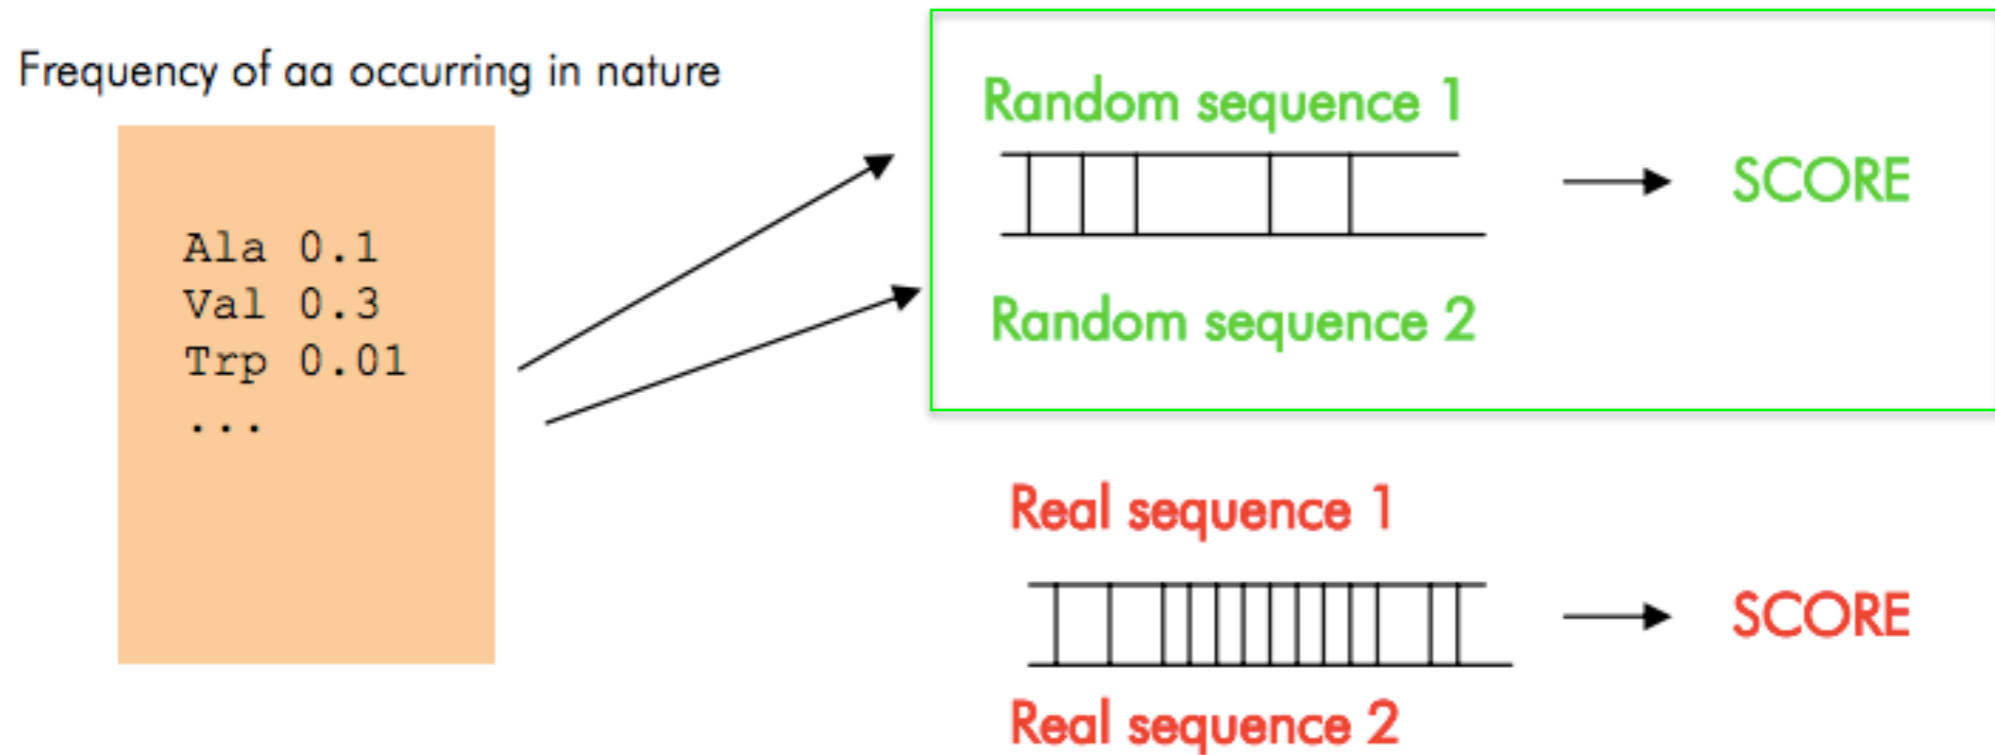 Frequency of aa occurring in nature
Ala 0.1
Val 0.3
Trp 0.01
...
Random sequence 1
SCORE
Random sequence 2
Real sequence 1
SCORE
Real sequence 2